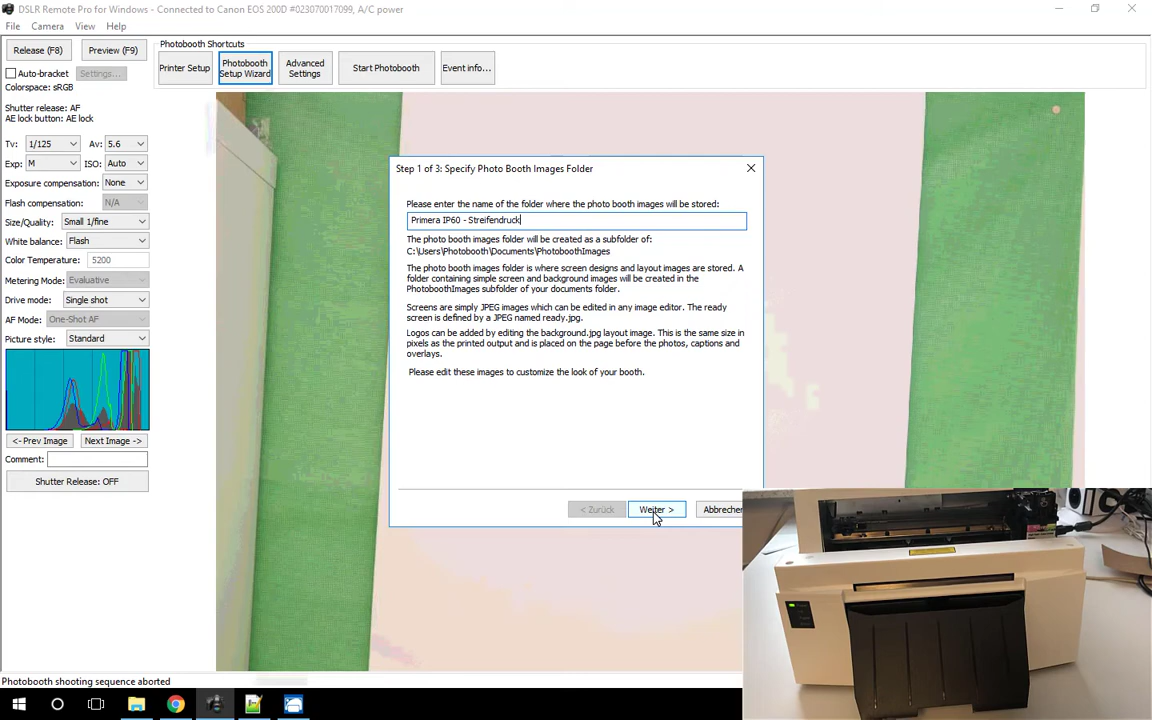 DSLR Remote Pro for Windows - Connected to Canon EOS 200D #023070017099, A/C power
File Camera View Help
Release (F8) Preview (F9)
Photobooth Shortcuts
Printer Setup
Photobooth Setup Wizard
Advanced Settings
Start Photobooth
Event info...
Auto-bracket Settings...
Colorspace: sRGB
Shutter release: AF
AE lock button: AE lock
Tv: 1/125 Av: 5.6
Exp: M ISO: Auto
Exposure compensation: None
Flash compensation: N/A
Size/Quality: Small 1/fine
White balance: Flash
Color Temperature: 5200
Metering Mode: Evaluative
Drive mode: Single shot
AF Mode: One-Shot AF
Picture style: Standard
<- Prev Image Next Image ->
Comment:
Shutter Release: OFF
Step 1 of 3: Specify Photo Booth Images Folder
Please enter the name of the folder where the photo booth images will be stored:
Primera IP60 - Streifendruck
The photo booth images folder will be created as a subfolder of:
C:\Users\Photobooth\Documents\PhotoboothImages
The photo booth images folder is where screen designs and layout images are stored. A
folder containing simple screen and background images will be created in the
PhotoboothImages subfolder of your documents folder.
Screens are simply JPEG images which can be edited in any image editor. The ready
screen is defined by a JPEG named ready.jpg.
Logos can be added by editing the background.jpg layout image. This is the same size in
pixels as the printed output and is placed on the page before the photos, captions and
overlays.
Please edit these images to customize the look of your booth.
< Zurück Weiter > Abbrechen
Photobooth shooting sequence aborted